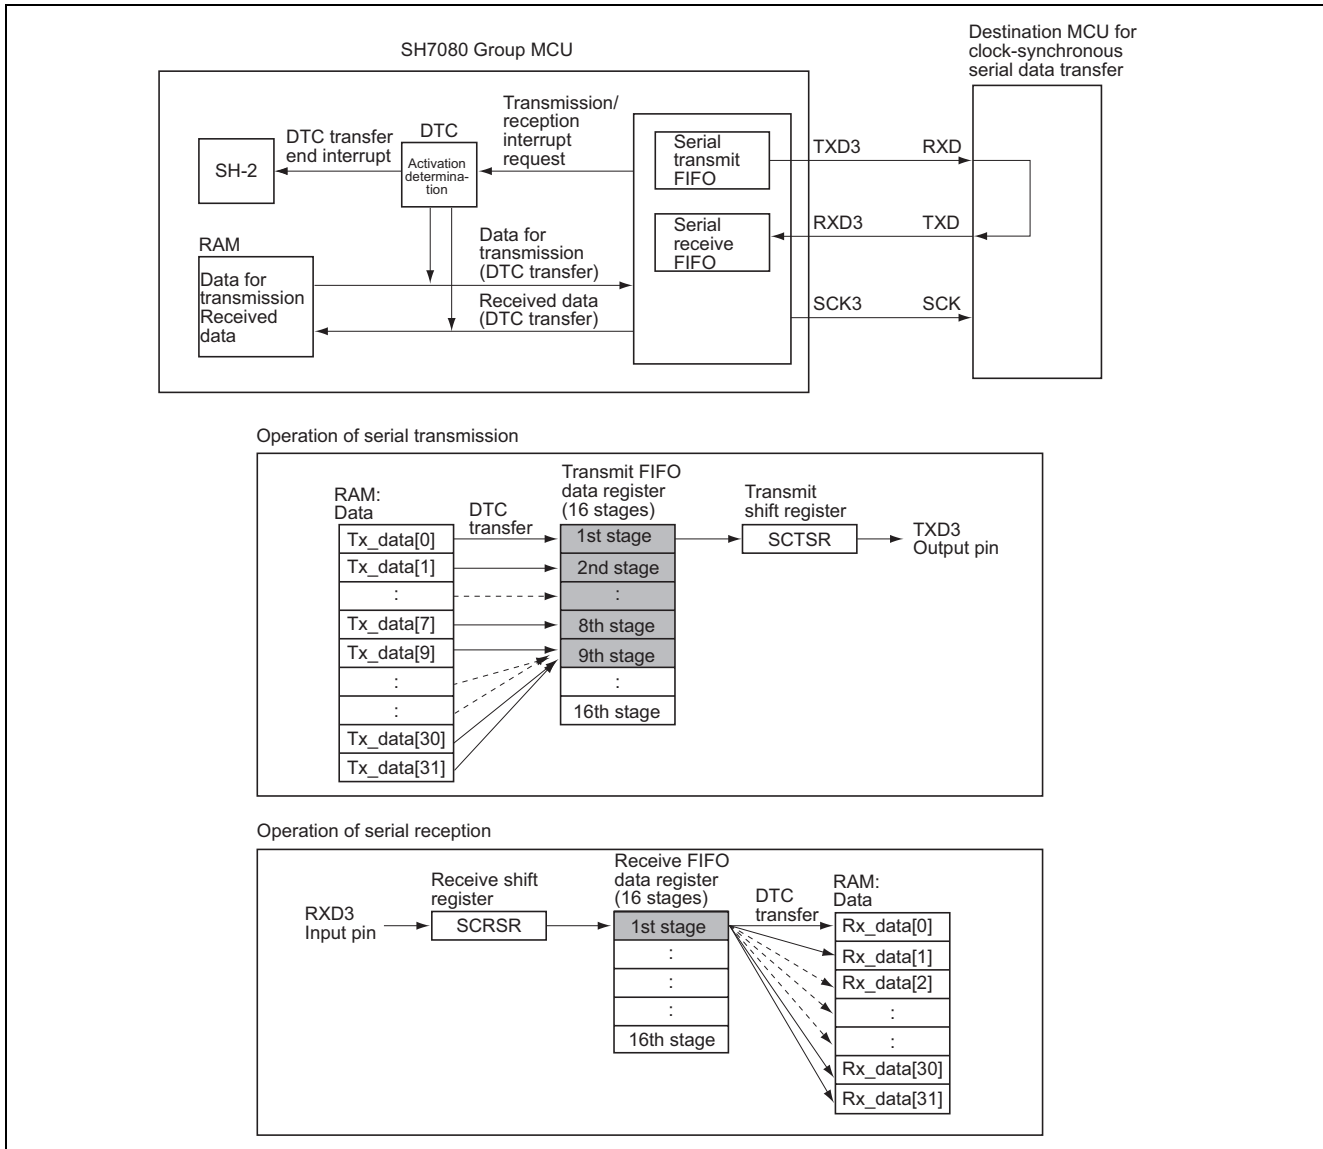 SH7080 Group MCU
Destination MCU for
clock-synchronous
serial data transfer
DTC transfer
end interrupt
DTC
Transmission/
reception
interrupt
request
SH-2
Activation
determina-
tion
Serial
transmit
FIFO
TXD3
RXD
RAM
Data for
transmission
Received
data
Data for
transmission
(DTC transfer)
Received data
(DTC transfer)
Serial
receive
FIFO
RXD3
TXD
SCK3
SCK
Operation of serial transmission
RAM:
Data
DTC
transfer
Transmit FIFO
data register
(16 stages)
Transmit
shift register
Tx_data[0]
1st stage
SCTSR
TXD3
Output pin
Tx_data[1]
2nd stage
:
:
Tx_data[7]
8th stage
Tx_data[9]
9th stage
:
:
:
16th stage
Tx_data[30]
Tx_data[31]
Operation of serial reception
RXD3
Input pin
Receive shift
register
SCRSR
Receive FIFO
data register
(16 stages)
DTC
transfer
RAM:
Data
1st stage
Rx_data[0]
:
Rx_data[1]
:
Rx_data[2]
:
:
16th stage
:
Rx_data[30]
Rx_data[31]